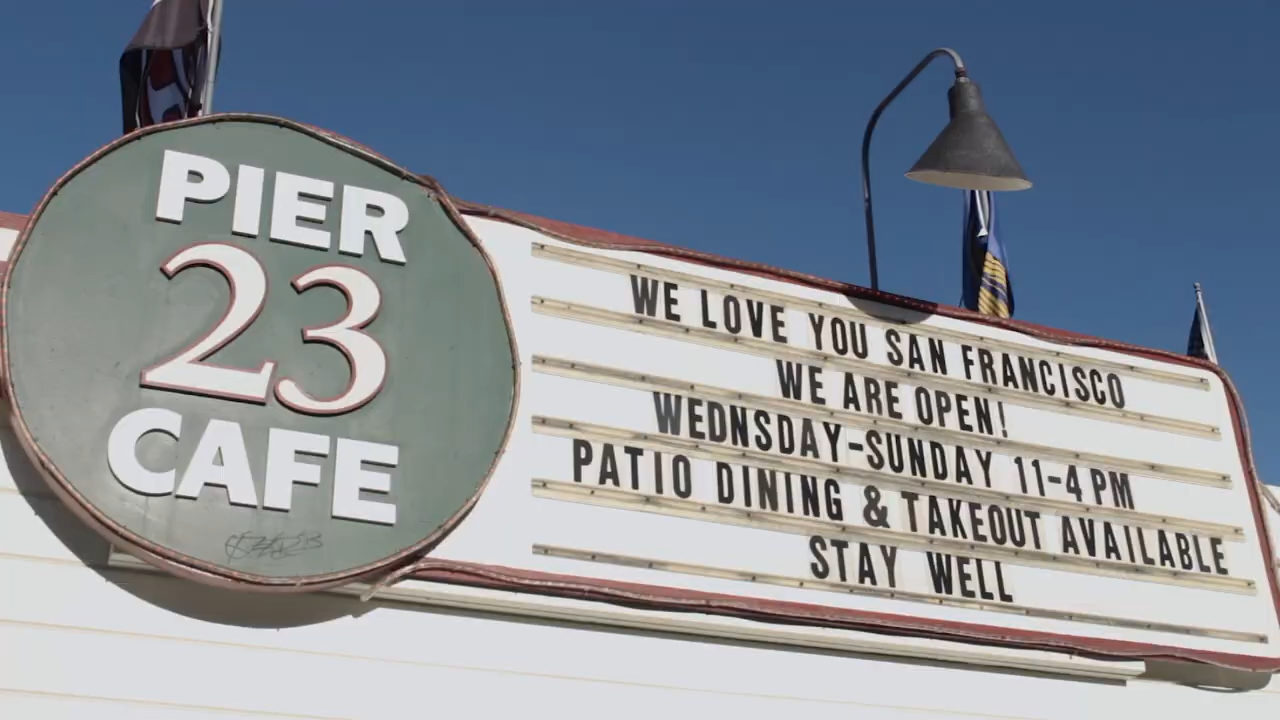 PIER
23
CAFE
WE LOVE YOU SAN FRANCISCO
WE ARE OPEN!
WEDNSDAY-SUNDAY 11-4 PM
PATIO DINING & TAKEOUT AVAILABLE
STAY WELL